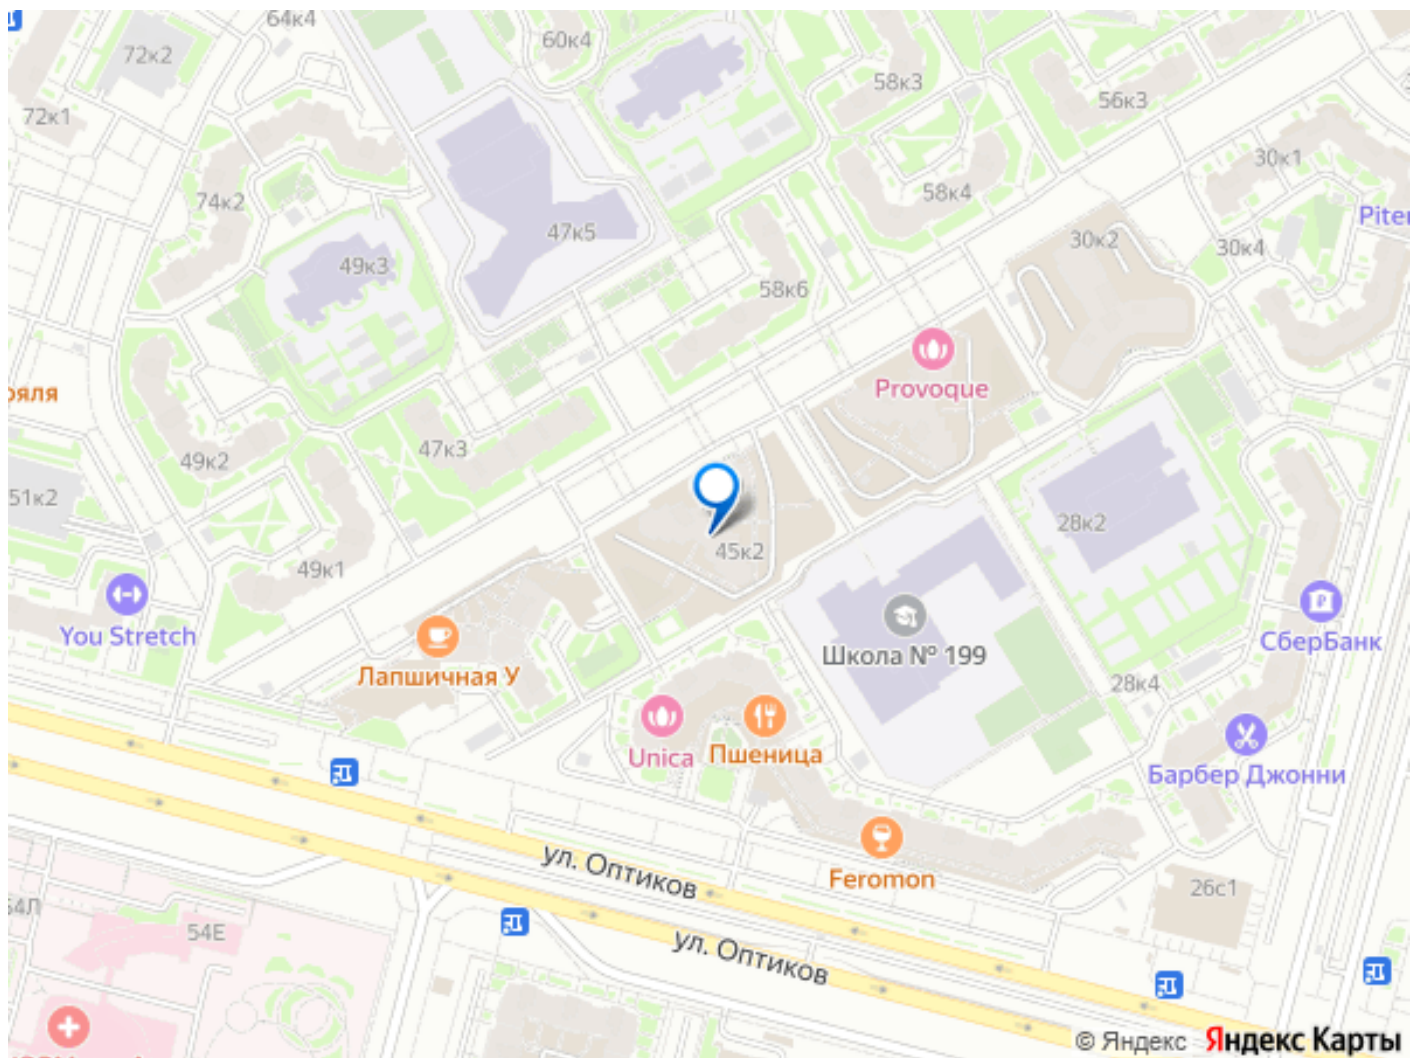 64к4
72к2
60к4
58к3
56к3
72к1
30к1
74к2
58к4
Piter
47к5
30к2
30к4
49к3
58к6
Provoque
47к3
49к2
51к2
28к2
45к2
49к1
You Stretch
СберБанк
Школа № 199
Лапшичная У
28к4
Unica
Пшеница
Барбер Джонни
ул. Оптиков
Feromon
26с1
54Е
ул. Оптиков
© Яндекс Яндекс Карты